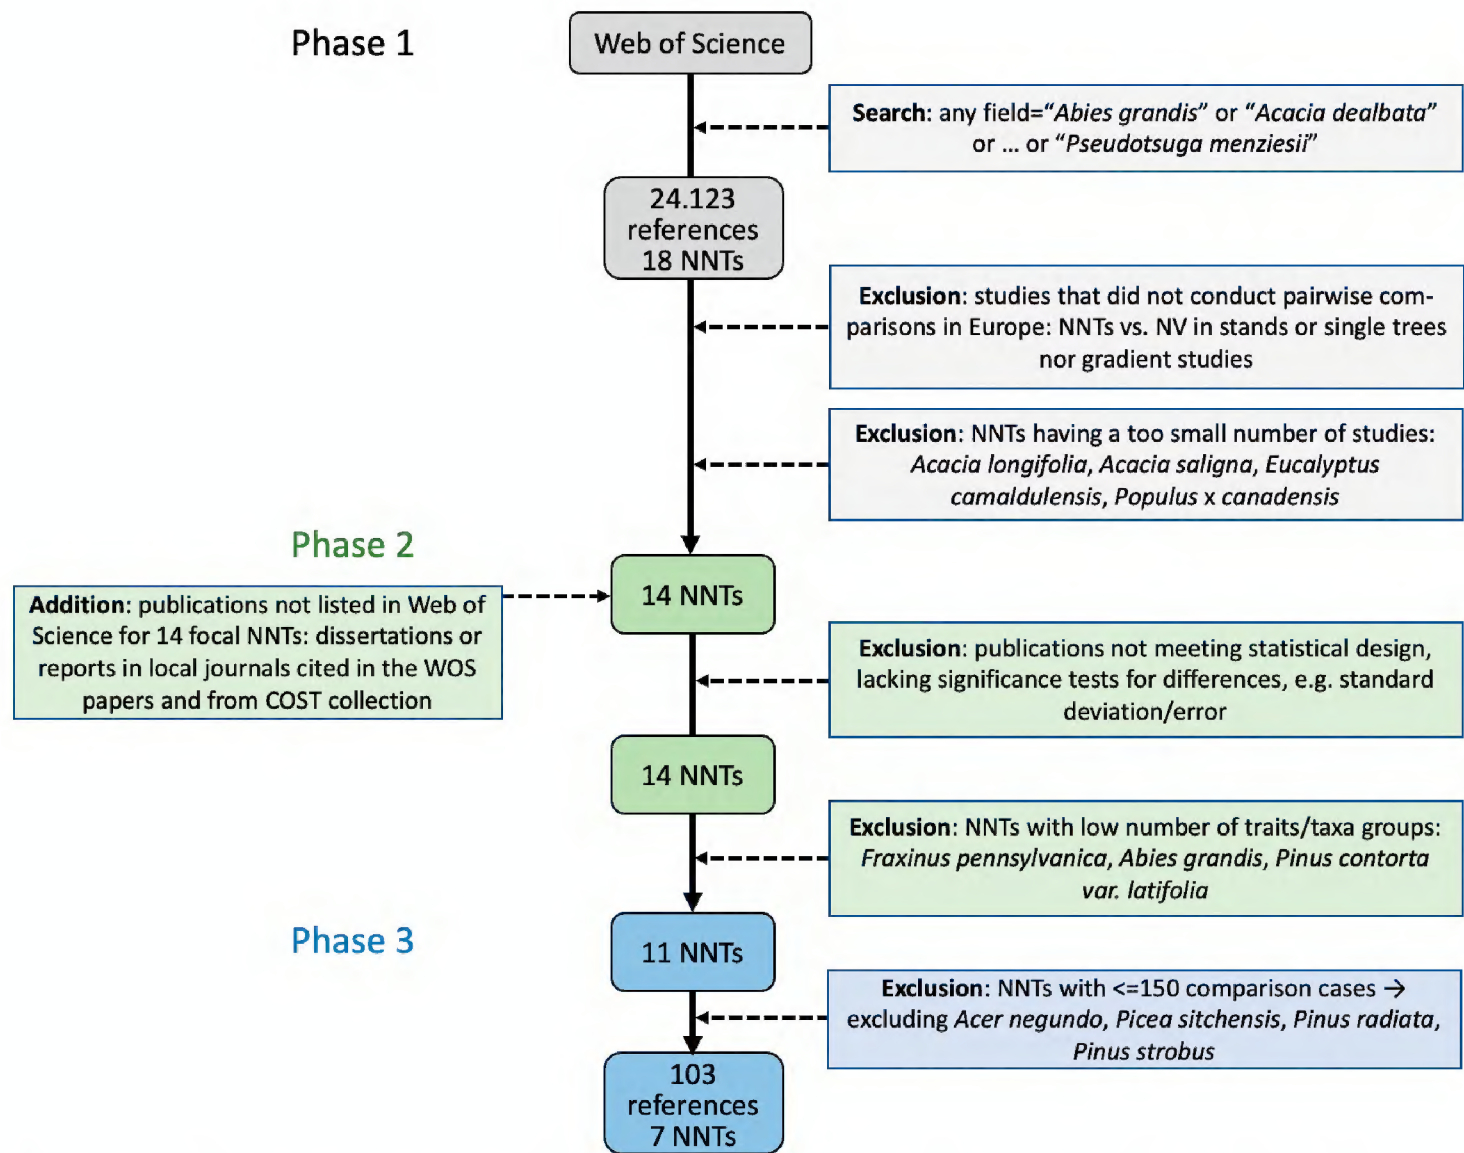 Phase 1
Web of Science
Search: any field=“Abies grandis” or “Acacia dealbata”
or ... or “Pseudotsuga menziesii”
24.123
references
18 NNTs
Exclusion: studies that did not conduct pairwise com-
parisons in Europe: NNTs vs. NV in stands or single trees
nor gradient studies
Exclusion: NNTs having a too small number of studies:
Acacia longifolia, Acacia saligna, Eucalyptus
camaldulensis, Populus x canadensis
Phase 2
14 NNTs
Addition: publications not listed in Web of
Science for 14 focal NNTs: dissertations or
reports in local journals cited in the WOS
papers and from COST collection
Exclusion: publications not meeting statistical design,
lacking significance tests for differences, e.g. standard
deviation/error
14 NNTs
Exclusion: NNTs with low number of traits/taxa groups:
Fraxinus pennsylvanica, Abies grandis, Pinus contorta
var. latifolia
Phase 3
11 NNTs
Exclusion: NNTs with <=150 comparison cases →
excluding Acer negundo, Picea sitchensis, Pinus radiata,
Pinus strobus
103
references
7 NNTs